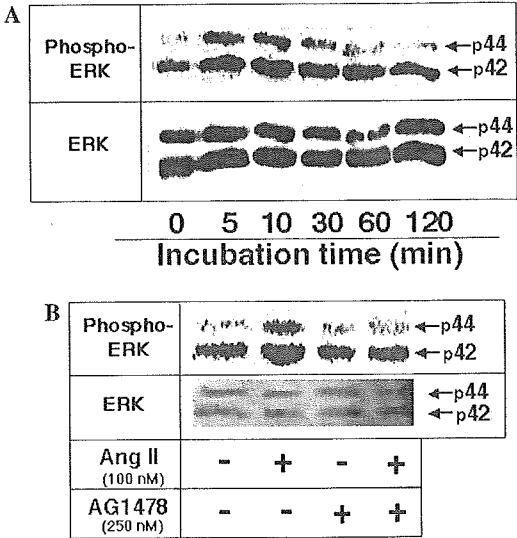 A
Phospho-
ERK
←p44
←p42
ERK
←p44
←p42
0 5 10 30 60 120
Incubation time (min)
B
Phospho-
ERK
←p44
←p42
ERK
←p44
←p42
Ang II
(100 nM)
- + - +
AG1478
(250 nM)
- - + +